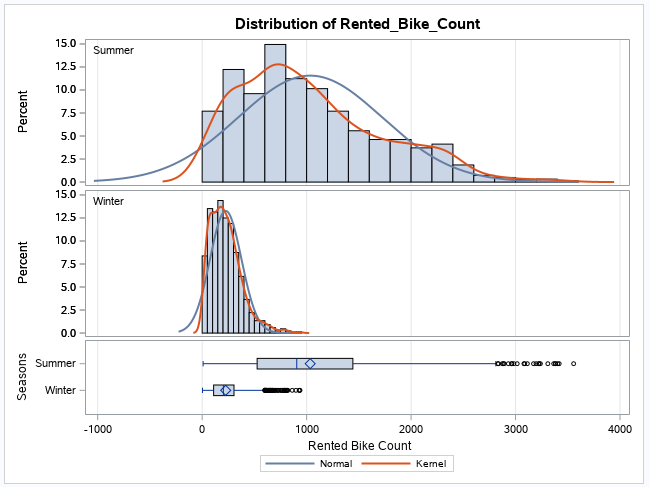 Distribution of Rented_Bike_Count
Summer
Percent
15.0
12.5
10.0
7.5
5.0
2.5
0.0
Winter
Percent
15.0
12.5
10.0
7.5
5.0
2.5
0.0
Seasons
Summer
Winter
-1000 0 1000 2000 3000 4000
Rented Bike Count
Normal Kernel